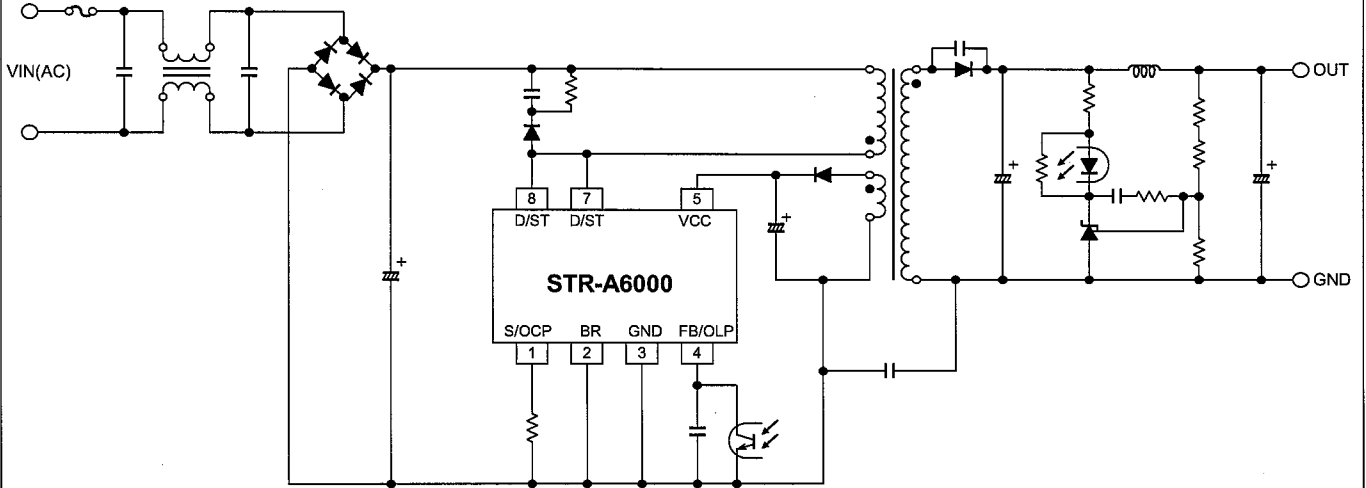 VIN(AC)
OUT
8
7
5
D/ST
D/ST
VCC
STR-A6000
GND
S/OCP
BR
GND
FB/OLP
1
2
3
4
+
+
+
+